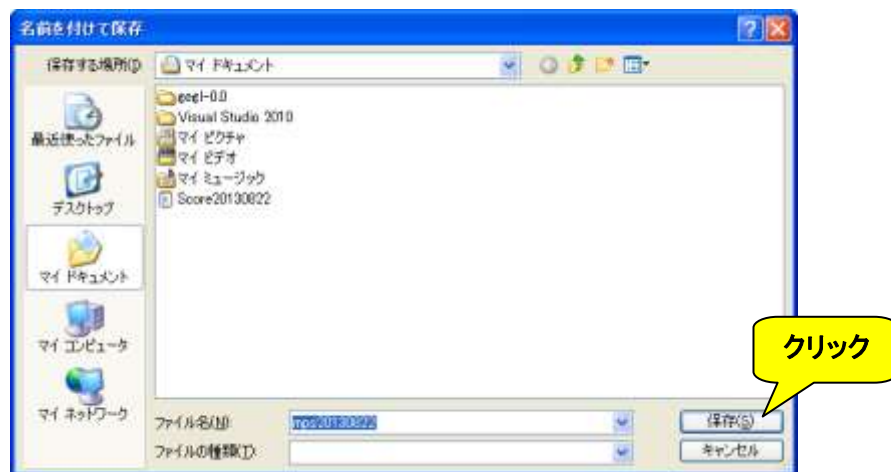 名前を付けて保存
保存する場所(I):
マイ ドキュメント
最近使ったファイル
デスクトップ
マイ ドキュメント
マイ コンピュータ
マイ ネットワーク
Visual Studio 2010
マイ ピクチャ
マイ ビデオ
マイ ミュージック
Score20130822
クリック
ファイル名(N):
保存(S)
ファイルの種類(T):
キャンセル